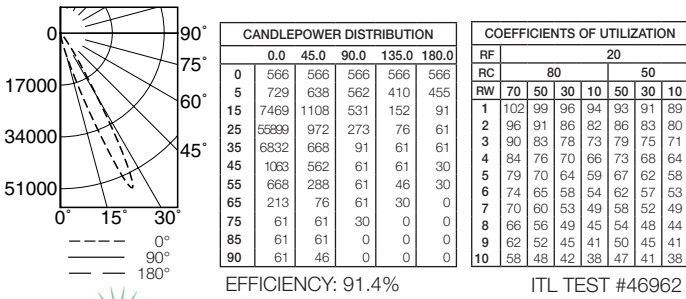 0
17000
34000
51000
90°
75°
60°
45°
0° 15° 30°
0°
90°
180°
CANDLEPOWER DISTRIBUTION
0.0 45.0 90.0 135.0 180.0
0 566 566 566 566 566
5 729 638 562 410 455
15 7469 1108 531 152 91
25 55899 972 273 76 61
35 6832 668 91 61 61
45 1063 562 61 61 30
55 668 288 61 46 30
65 213 76 61 30 0
75 61 61 30 0 0
85 61 61 0 0 0
90 61 46 0 0 0
EFFICIENCY: 91.4%
COEFFICIENTS OF UTILIZATION
RF 20
RC 80 50
RW 70 50 30 10 50 30 10
1 102 99 96 94 93 91 89
2 96 91 86 82 86 83 80
3 90 83 78 73 79 75 71
4 84 76 70 66 73 68 64
5 79 70 64 59 67 62 58
6 74 65 58 54 62 57 53
7 70 60 53 49 58 52 49
8 66 56 49 45 54 48 44
9 62 52 45 41 50 45 41
10 58 48 42 38 47 41 38
ITL TEST #46962